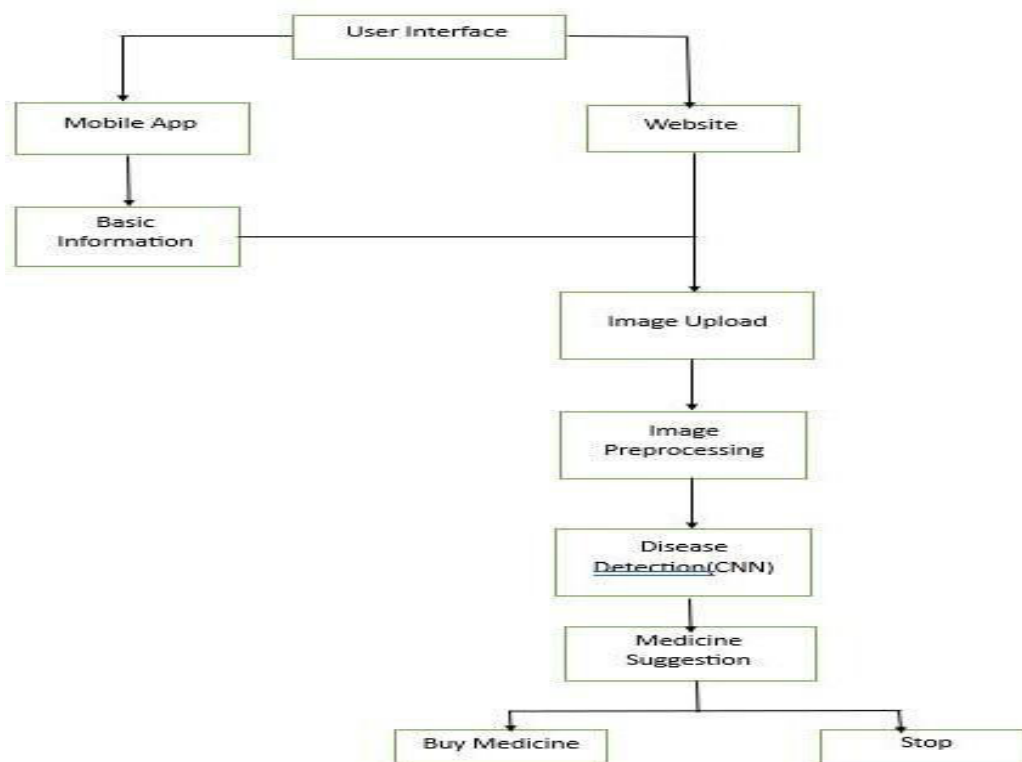 User Interface
Mobile App
Website
Basic
Information
Image Upload
Image
Preprocessing
Disease
Detection(CNN)
Medicine
Suggestion
Buy Medicine
Stop